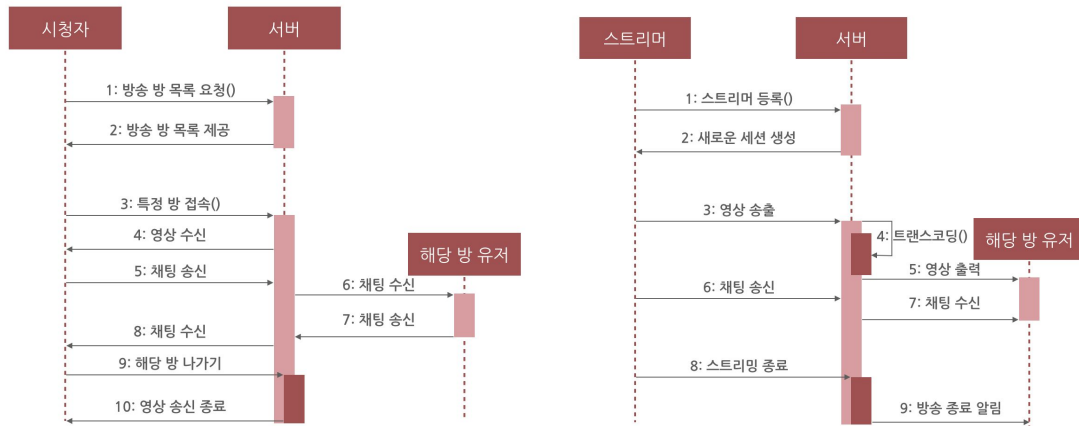 시청자
서버
1: 방송 방 목록 요청()
2: 방송 방 목록 제공
3: 특정 방 접속()
4: 영상 수신
해당 방 유저
5: 채팅 송신
6: 채팅 수신
7: 채팅 송신
8: 채팅 수신
9: 해당 방 나가기
10: 영상 송신 종료
스트리머
서버
1: 스트리머 등록()
2: 새로운 세션 생성
3: 영상 송출
4: 트랜스코딩()
해당 방 유저
5: 영상 출력
6: 채팅 송신
7: 채팅 수신
8: 스트리밍 종료
9: 방송 종료 알림